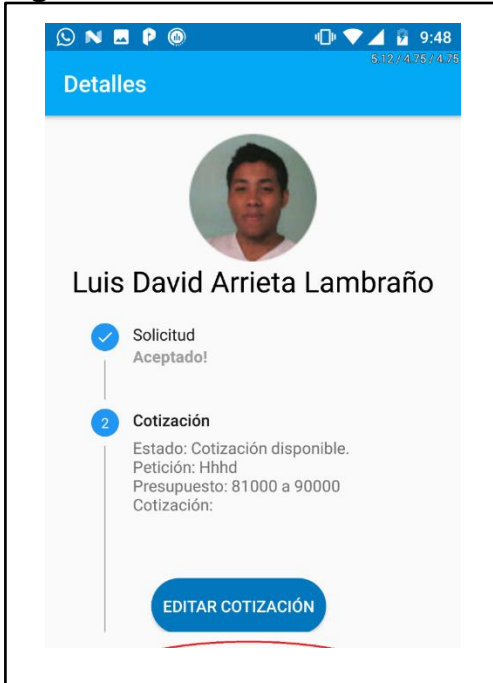 9:48
5.12 / 4.75 / 4.75
Detalles
Luis David Arrieta Lambraño
Solicitud
Aceptado!
2
Cotización
Estado: Cotización disponible.
Petición: Hhhd
Presupuesto: 81000 a 90000
Cotización:
EDITAR COTIZACIÓN